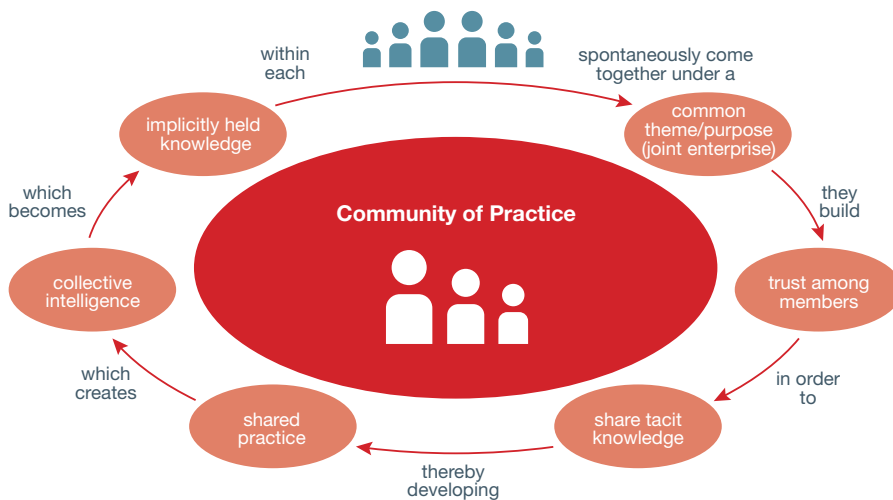 within
each
spontaneously come
together under a
common
theme/purpose
(joint enterprise)
they
build
trust among
members
in order
to
share tacit
knowledge
thereby
developing
shared
practice
which
creates
collective
intelligence
which
becomes
implicitly held
knowledge
Community of Practice